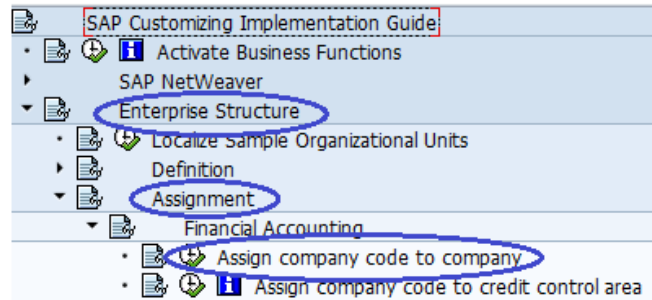 SAP Customizing Implementation Guide
Activate Business Functions
SAP NetWeaver
Enterprise Structure
Localize Sample Organizational Units
Definition
Assignment
Financial Accounting
Assign company code to company
Assign company code to credit control area